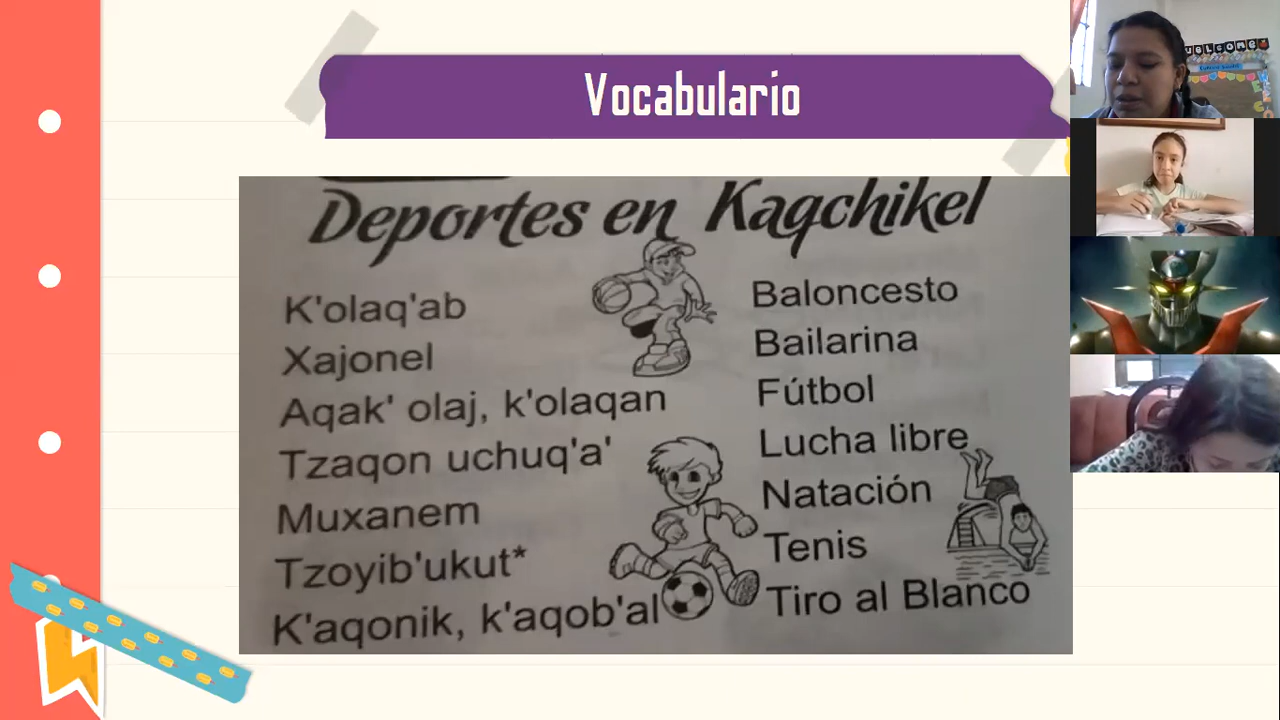 Vocabulario
Deportes en Kaqchikel
K'olaq'ab Baloncesto
Xajonel Bailarina
Aqak' olaj, k'olaqan Fútbol
Tzaqon uchuq'a' Lucha libre
Muxanem Natación
Tzoyib'ukut* Tenis
K'aqonik, k'aqob'al Tiro al Blanco
WELCOME